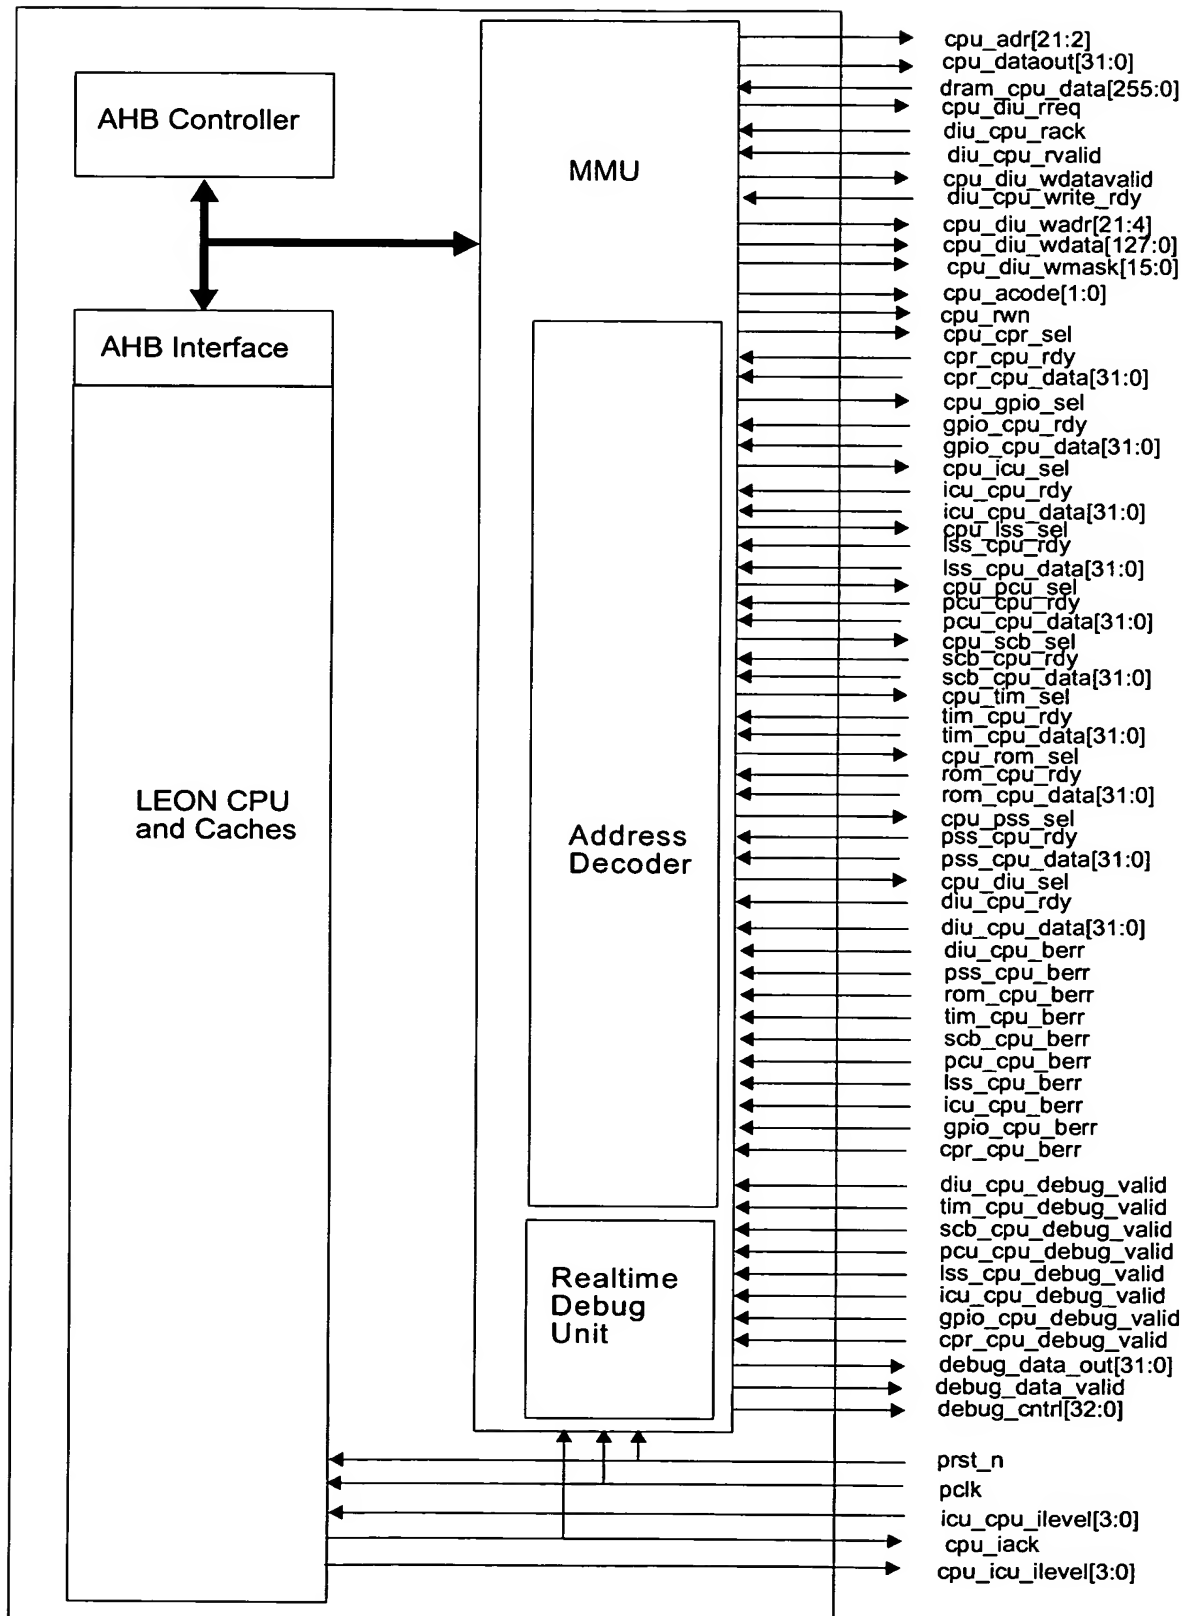 AHB Controller
AHB Interface
LEON CPU
and Caches
MMU
Address
Decoder
Realtime
Debug
Unit
cpu_adr[21:2]
cpu_dataout[31:0]
dram_cpu_data[255:0]
cpu_diu_rreq
diu_cpu_rack
diu_cpu_rvalid
cpu_diu_wdatavalid
diu_cpu_write_rdy
cpu_diu_wadr[21:4]
cpu_diu_wdata[127:0]
cpu_diu_wmask[15:0]
cpu_acode[1:0]
cpu_rwn
cpu_cpr_sel
cpr_cpu_rdy
cpr_cpu_data[31:0]
cpu_gpio_sel
gpio_cpu_rdy
gpio_cpu_data[31:0]
cpu_icu_sel
icu_cpu_rdy
icu_cpu_data[31:0]
cpu_lss_sel
lss_cpu_rdy
lss_cpu_data[31:0]
cpu_pcu_sel
pcu_cpu_rdy
pcu_cpu_data[31:0]
cpu_scb_sel
scb_cpu_rdy
scb_cpu_data[31:0]
cpu_tim_sel
tim_cpu_rdy
tim_cpu_data[31:0]
cpu_rom_sel
rom_cpu_rdy
rom_cpu_data[31:0]
cpu_pss_sel
pss_cpu_rdy
pss_cpu_data[31:0]
cpu_diu_sel
diu_cpu_rdy
diu_cpu_data[31:0]
diu_cpu_berr
pss_cpu_berr
rom_cpu_berr
tim_cpu_berr
scb_cpu_berr
pcu_cpu_berr
lss_cpu_berr
icu_cpu_berr
gpio_cpu_berr
cpr_cpu_berr
diu_cpu_debug_valid
tim_cpu_debug_valid
scb_cpu_debug_valid
pcu_cpu_debug_valid
lss_cpu_debug_valid
icu_cpu_debug_valid
gpio_cpu_debug_valid
cpr_cpu_debug_valid
debug_data_out[31:0]
debug_data_valid
debug_cntrl[32:0]
prst_n
pclk
icu_cpu_ilevel[3:0]
cpu_iack
cpu_icu_ilevel[3:0]